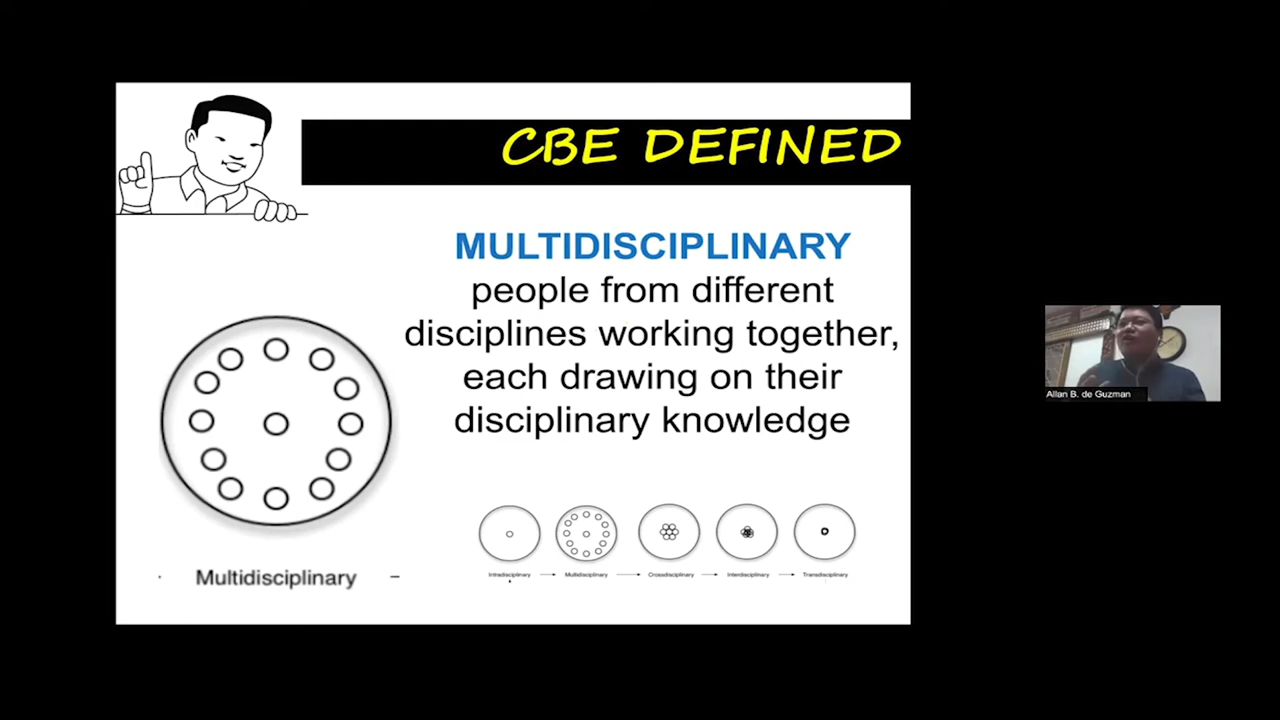 CBE DEFINED
MULTIDISCIPLINARY
people from different
disciplines working together,
each drawing on their
disciplinary knowledge
Multidisciplinary
Intradisciplinary
Multidisciplinary
Crossdisciplinary
Interdisciplinary
Transdisciplinary
Allan B. de Guzman